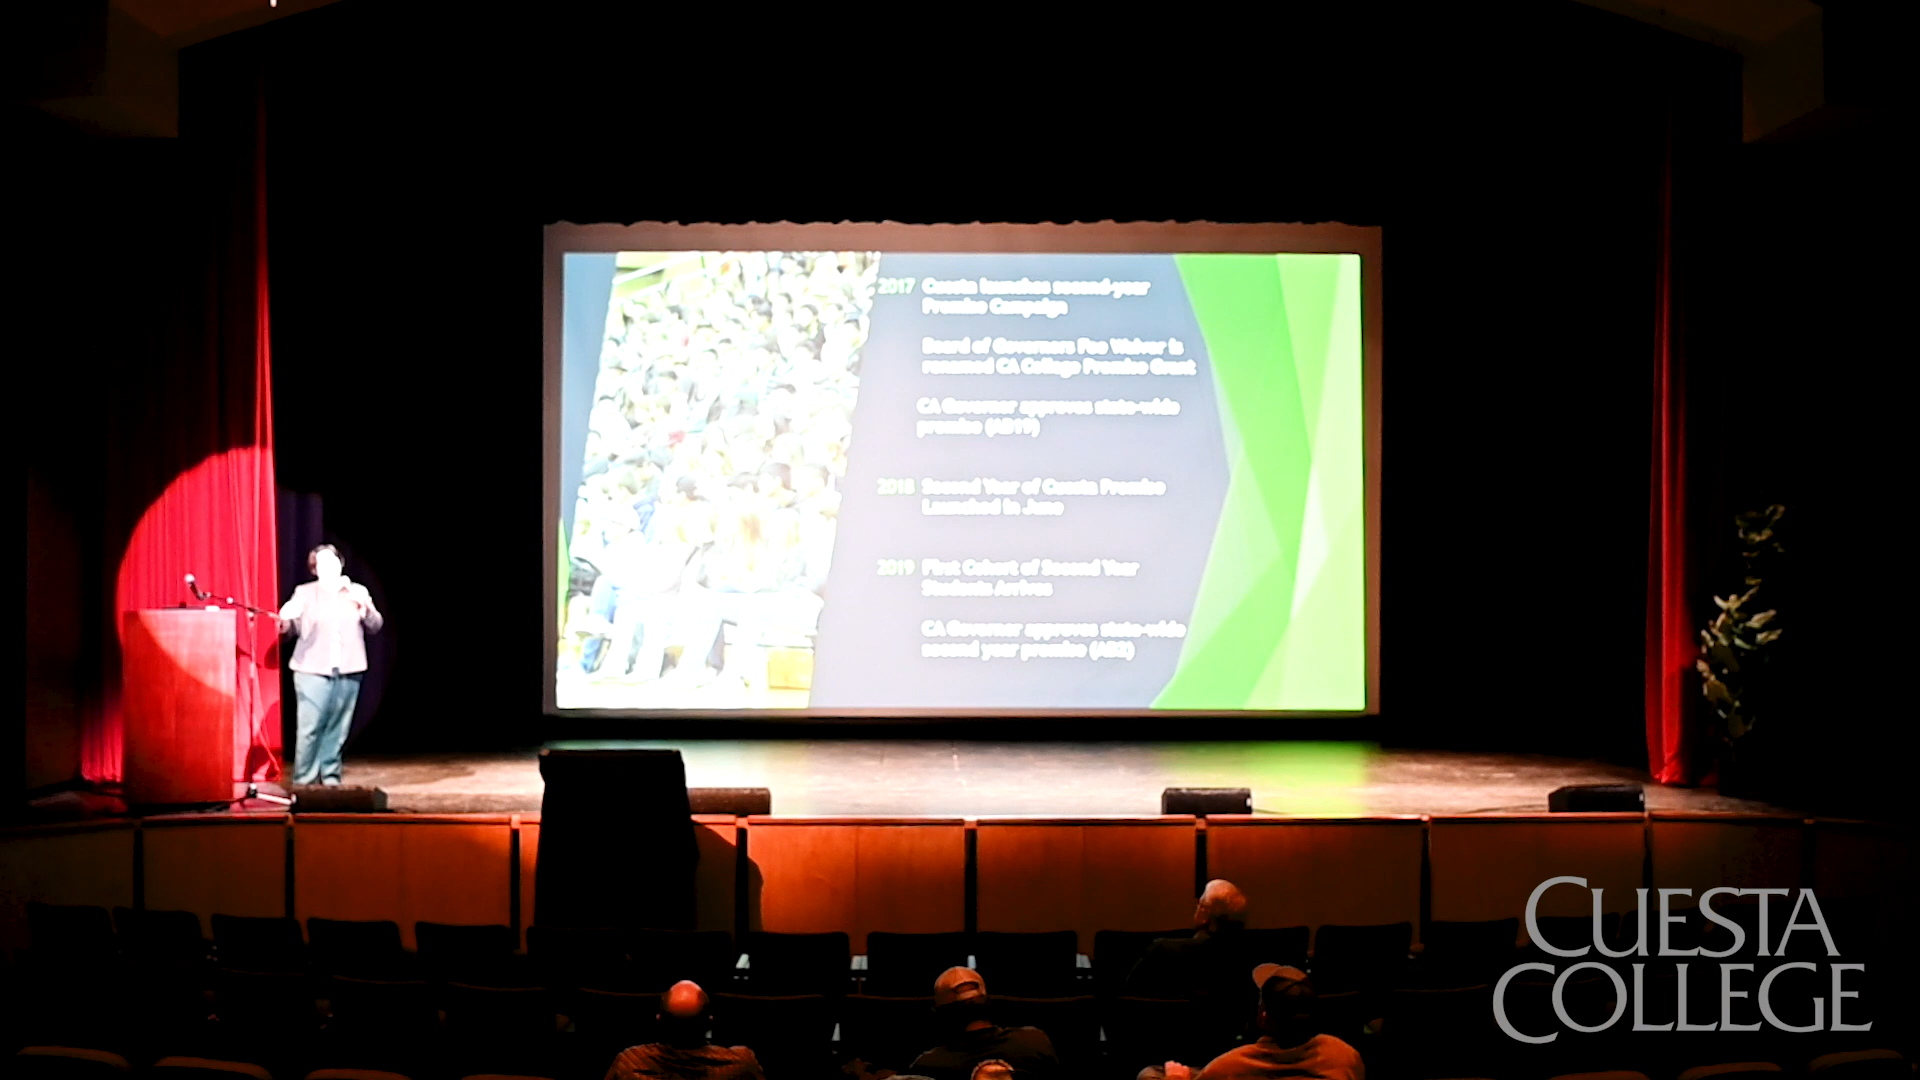 2017 Cuesta launches second-year
Promise Campaign
Board of Governors Fee Waiver is
renamed CA College Promise Grant
CA Governor approves state-wide
promise (AB19)
2018 Second Year of Cuesta Promise
Launched in June
2019 First Cohort of Second Year
Students Arrives
CA Governor approves state-wide
second year promise (AB2)
CUESTA
COLLEGE